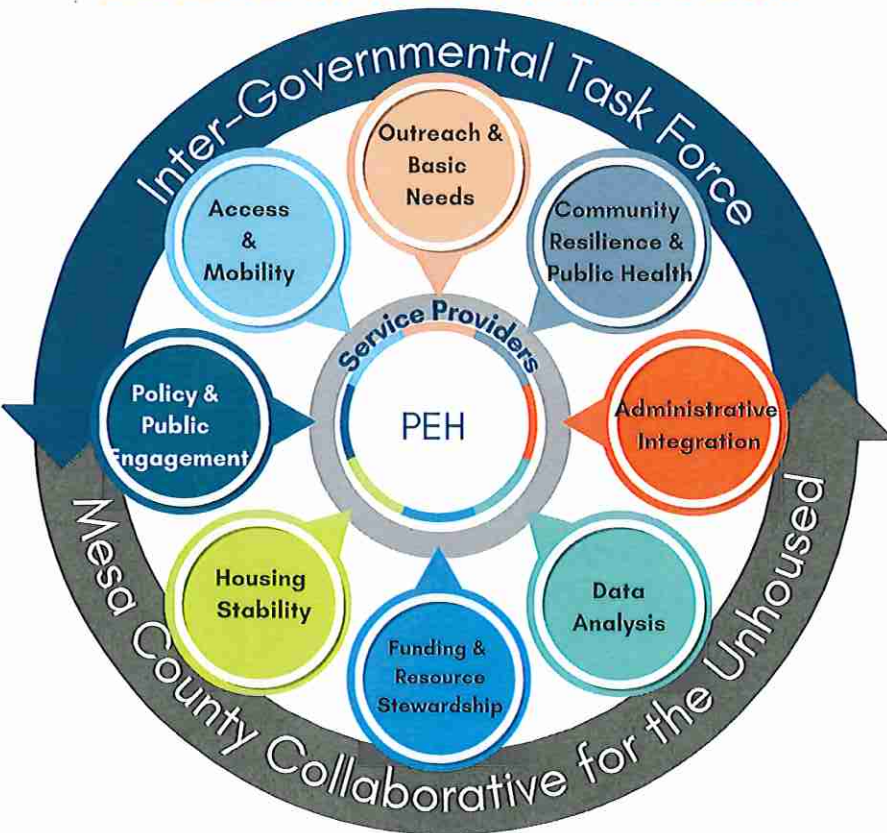 Inter-Governmental Task Force
Outreach &
Basic
Needs
Access
&
Mobility
Community
Resilience &
Public Health
Service Providers
PEH
Policy &
Public
Engagement
Administrative
Integration
Housing
Stability
Data
Analysis
Funding &
Resource
Stewardship
Mesa County Collaborative for the Unhoused